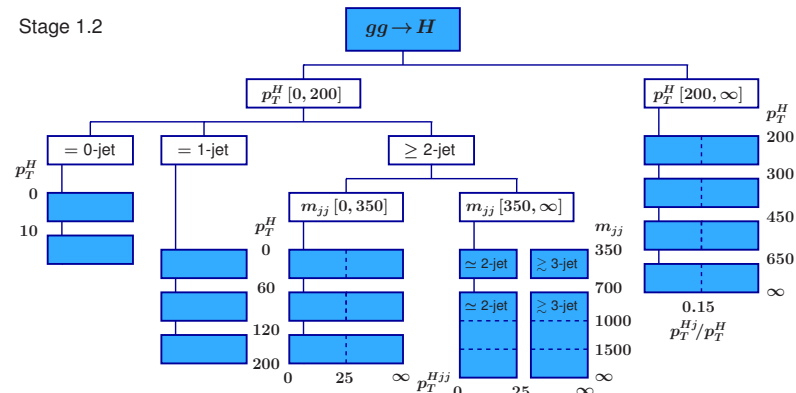 Stage 1.2
gg → H
p_T^H [0, 200]
p_T^H [200, ∞]
= 0-jet
= 1-jet
≥ 2-jet
p_T^H
0
10
m_jj [0, 350]
m_jj [350, ∞]
p_T^H
0
60
120
200
0 25 ∞
≃ 2-jet
≳ 3-jet
≃ 2-jet
≳ 3-jet
m_jj
350
700
1000
1500
∞
p_T^Hjj
0 25 ∞
p_T^H
200
300
450
650
∞
0.15
p_T^Hj/p_T^H